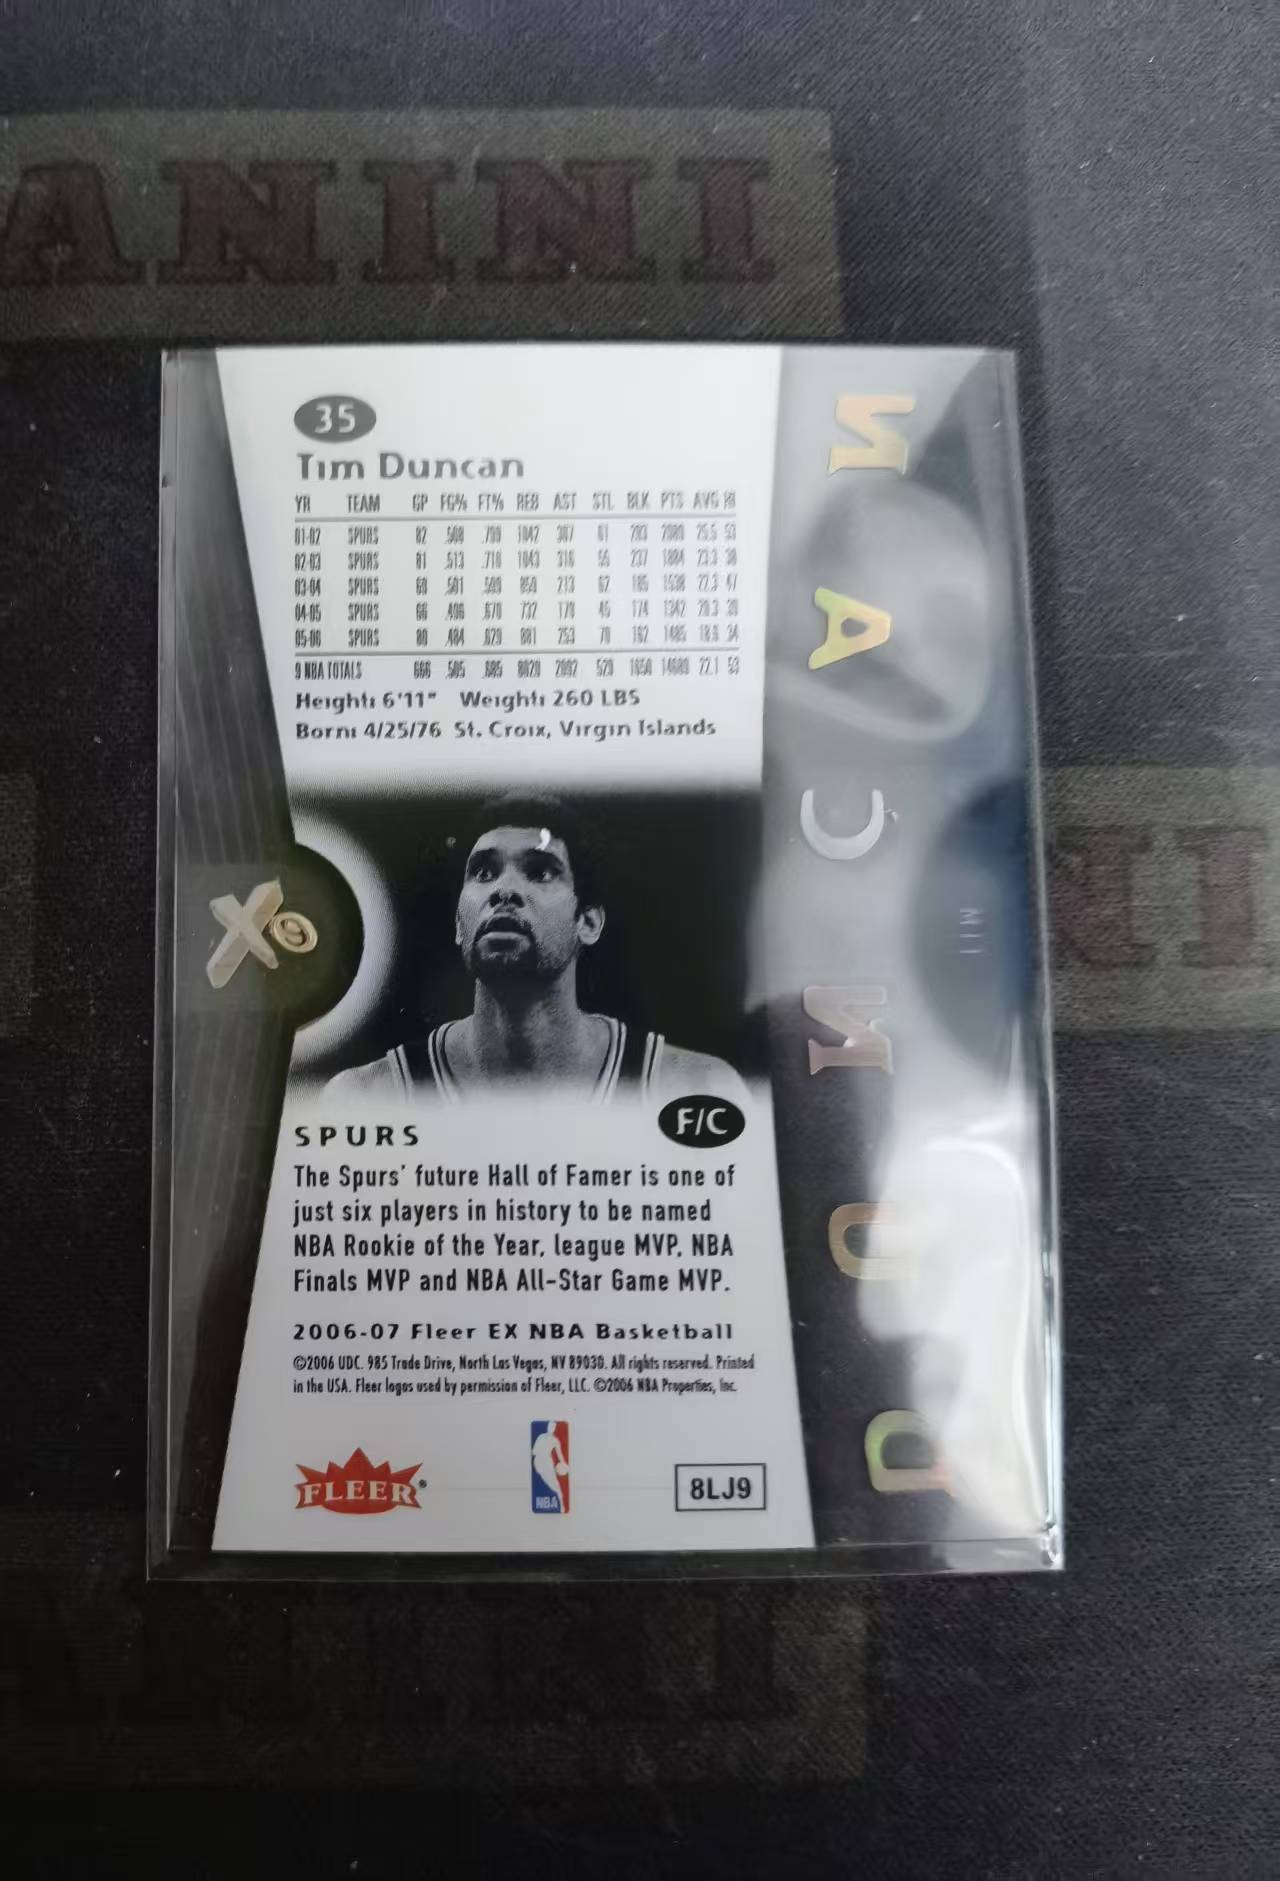 ANINI
35
Tim Duncan
YR TEAM GP FG% FT% REB AST STL BLK PTS AVG HI
01-02 SPURS 82 .508 .799 1042 307 61 203 2089 25.5 53
02-03 SPURS 81 .513 .710 1043 316 55 237 1884 23.3 38
03-04 SPURS 69 .501 .599 859 213 62 185 1538 22.3 47
04-05 SPURS 66 .496 .670 732 179 45 174 1342 20.3 39
05-06 SPURS 80 .484 .629 881 253 70 162 1485 18.6 34
9 NBA TOTALS 666 .505 .685 529 22.1 53
Height: 6'11" Weight: 260 LBS
Born: 4/25/76 St. Croix, Virgin Islands
X
DUNCAN
TIM
NI
F/C
SPURS
The Spurs' future Hall of Famer is one of
just six players in history to be named
NBA Rookie of the Year, league MVP, NBA
Finals MVP and NBA All-Star Game MVP.
2006-07 Fleer EX NBA Basketball
©2006 UDC. 985 Trade Drive, North Las Vegas, NV 89030. All rights reserved. Printed
in the USA. Fleer logos used by permission of Fleer, LLC. ©2006 NBA Properties, Inc.
FLEER®
NBA
8LJ9